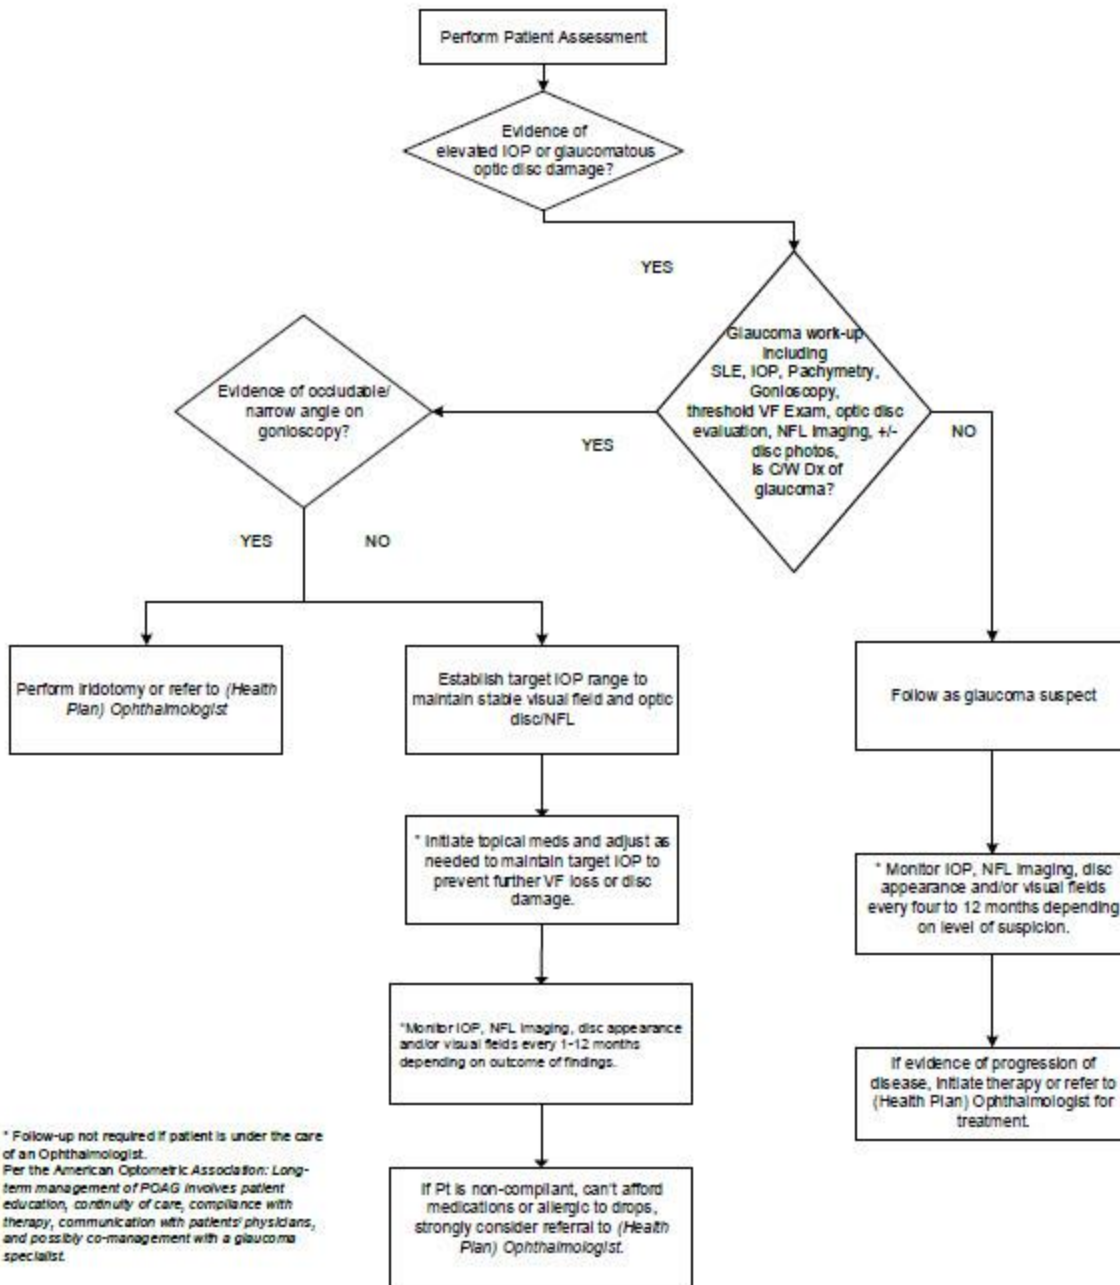 Perform Patient Assessment
Evidence of
elevated IOP or glaucomatous
optic disc damage?
YES
Glaucoma work-up
Including
SLE, IOP, Pachymetry,
Gonioscopy,
threshold VF Exam, optic disc
evaluation, NFL Imaging, +/-
disc photos,
Is C/W Dx of
glaucoma?
Evidence of occludable/
narrow angle on
gonioscopy?
YES
NO
YES
NO
Perform Iridotomy or refer to (Health
Plan) Ophthalmologist
Establish target IOP range to
maintain stable visual field and optic
disc/NFL
Follow as glaucoma suspect
* Initiate topical meds and adjust as
needed to maintain target IOP to
prevent further VF loss or disc
damage.
* Monitor IOP, NFL Imaging, disc
appearance and/or visual fields
every four to 12 months depending
on level of suspicion.
*Monitor IOP, NFL Imaging, disc appearance
and/or visual fields every 1-12 months
depending on outcome of findings.
If evidence of progression of
disease, initiate therapy or refer to
(Health Plan) Ophthalmologist for
treatment.
If Pt is non-compliant, can't afford
medications or allergic to drops,
strongly consider referral to (Health
Plan) Ophthalmologist.
* Follow-up not required if patient is under the care
of an Ophthalmologist.
Per the American Optometric Association: Long-
term management of POAG involves patient
education, continuity of care, compliance with
therapy, communication with patients' physicians,
and possibly co-management with a glaucoma
specialist.